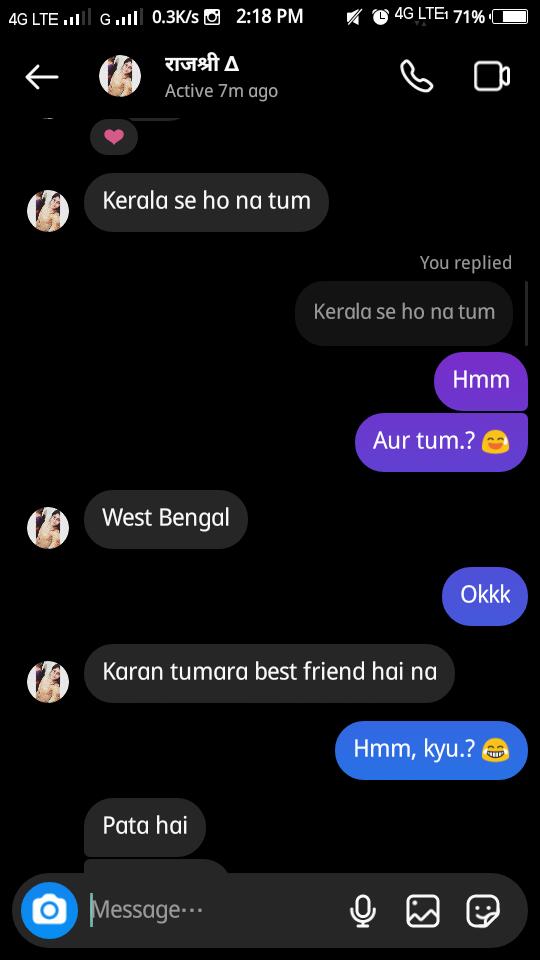 4G LTE G 0.3K/s 2:18 PM 4G LTE 71%
राजश्री Δ
Active 7m ago
Kerala se ho na tum
You replied
Kerala se ho na tum
Hmm
Aur tum.? 😅
West Bengal
Okkk
Karan tumara best friend hai na
Hmm, kyu.? 😂
Pata hai
Message···